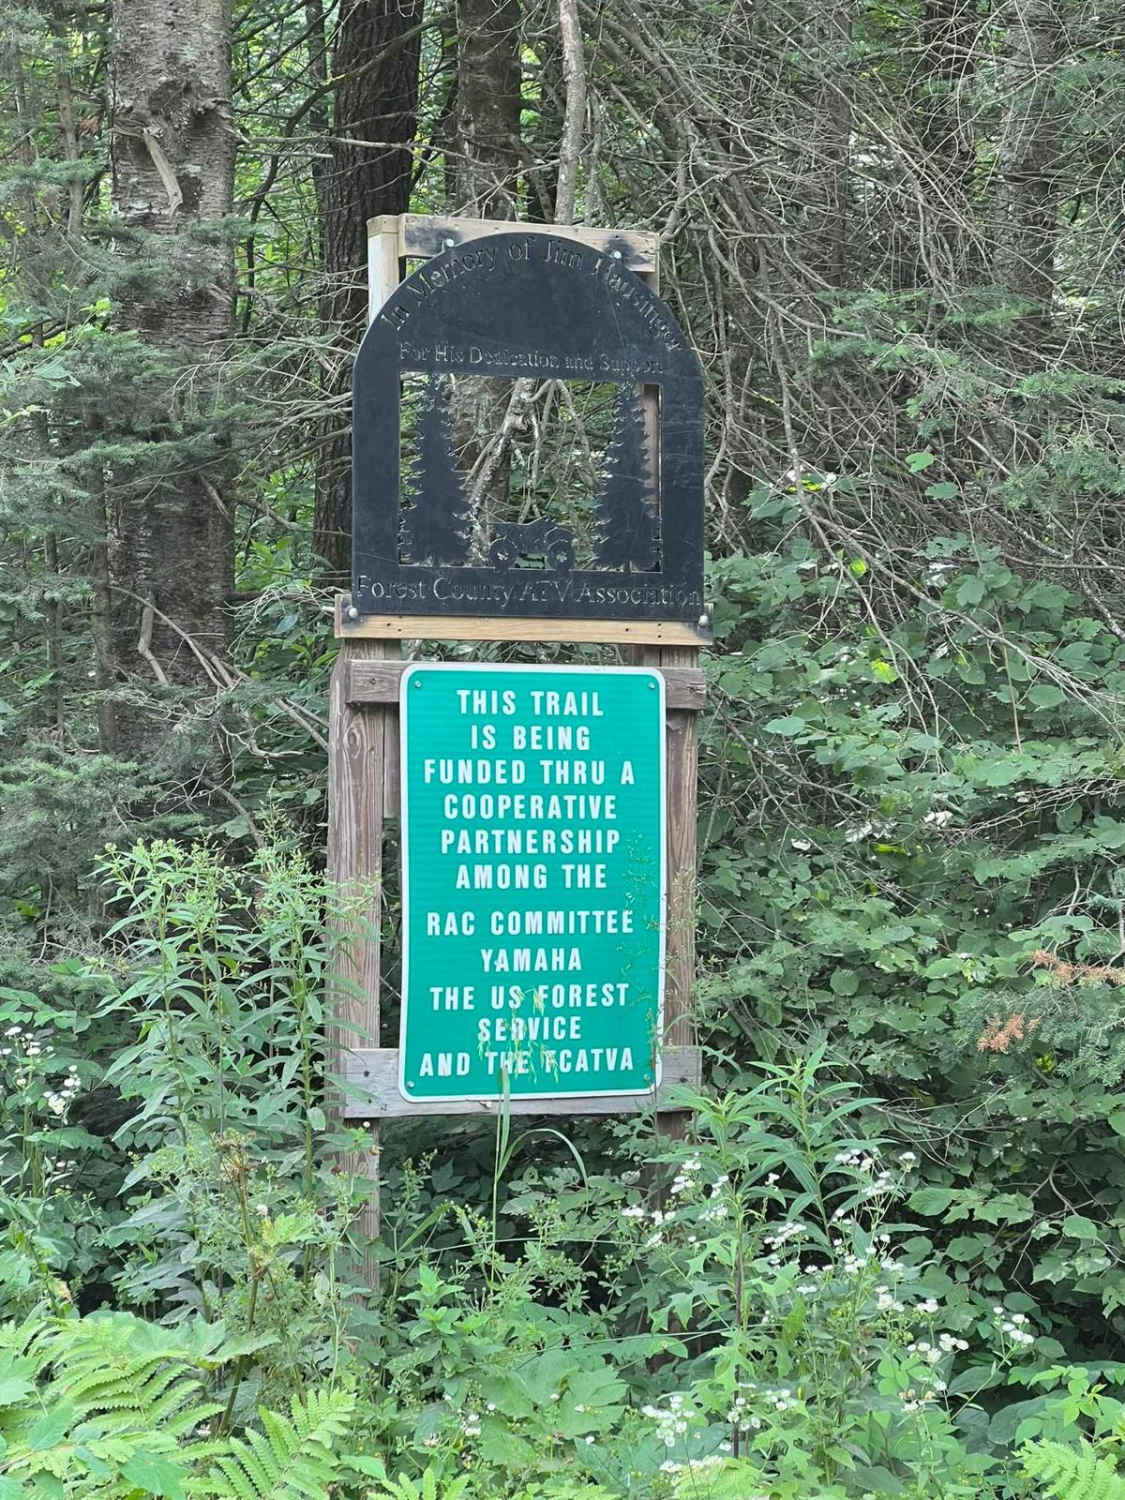 In Memory of Jim
For His Dedication and Support
Forest County ATV Association
THIS TRAIL
IS BEING
FUNDED THRU A
COOPERATIVE
PARTNERSHIP
AMONG THE
RAC COMMITTEE
YAMAHA
THE US FOREST
SERVICE
AND THE FCATVA